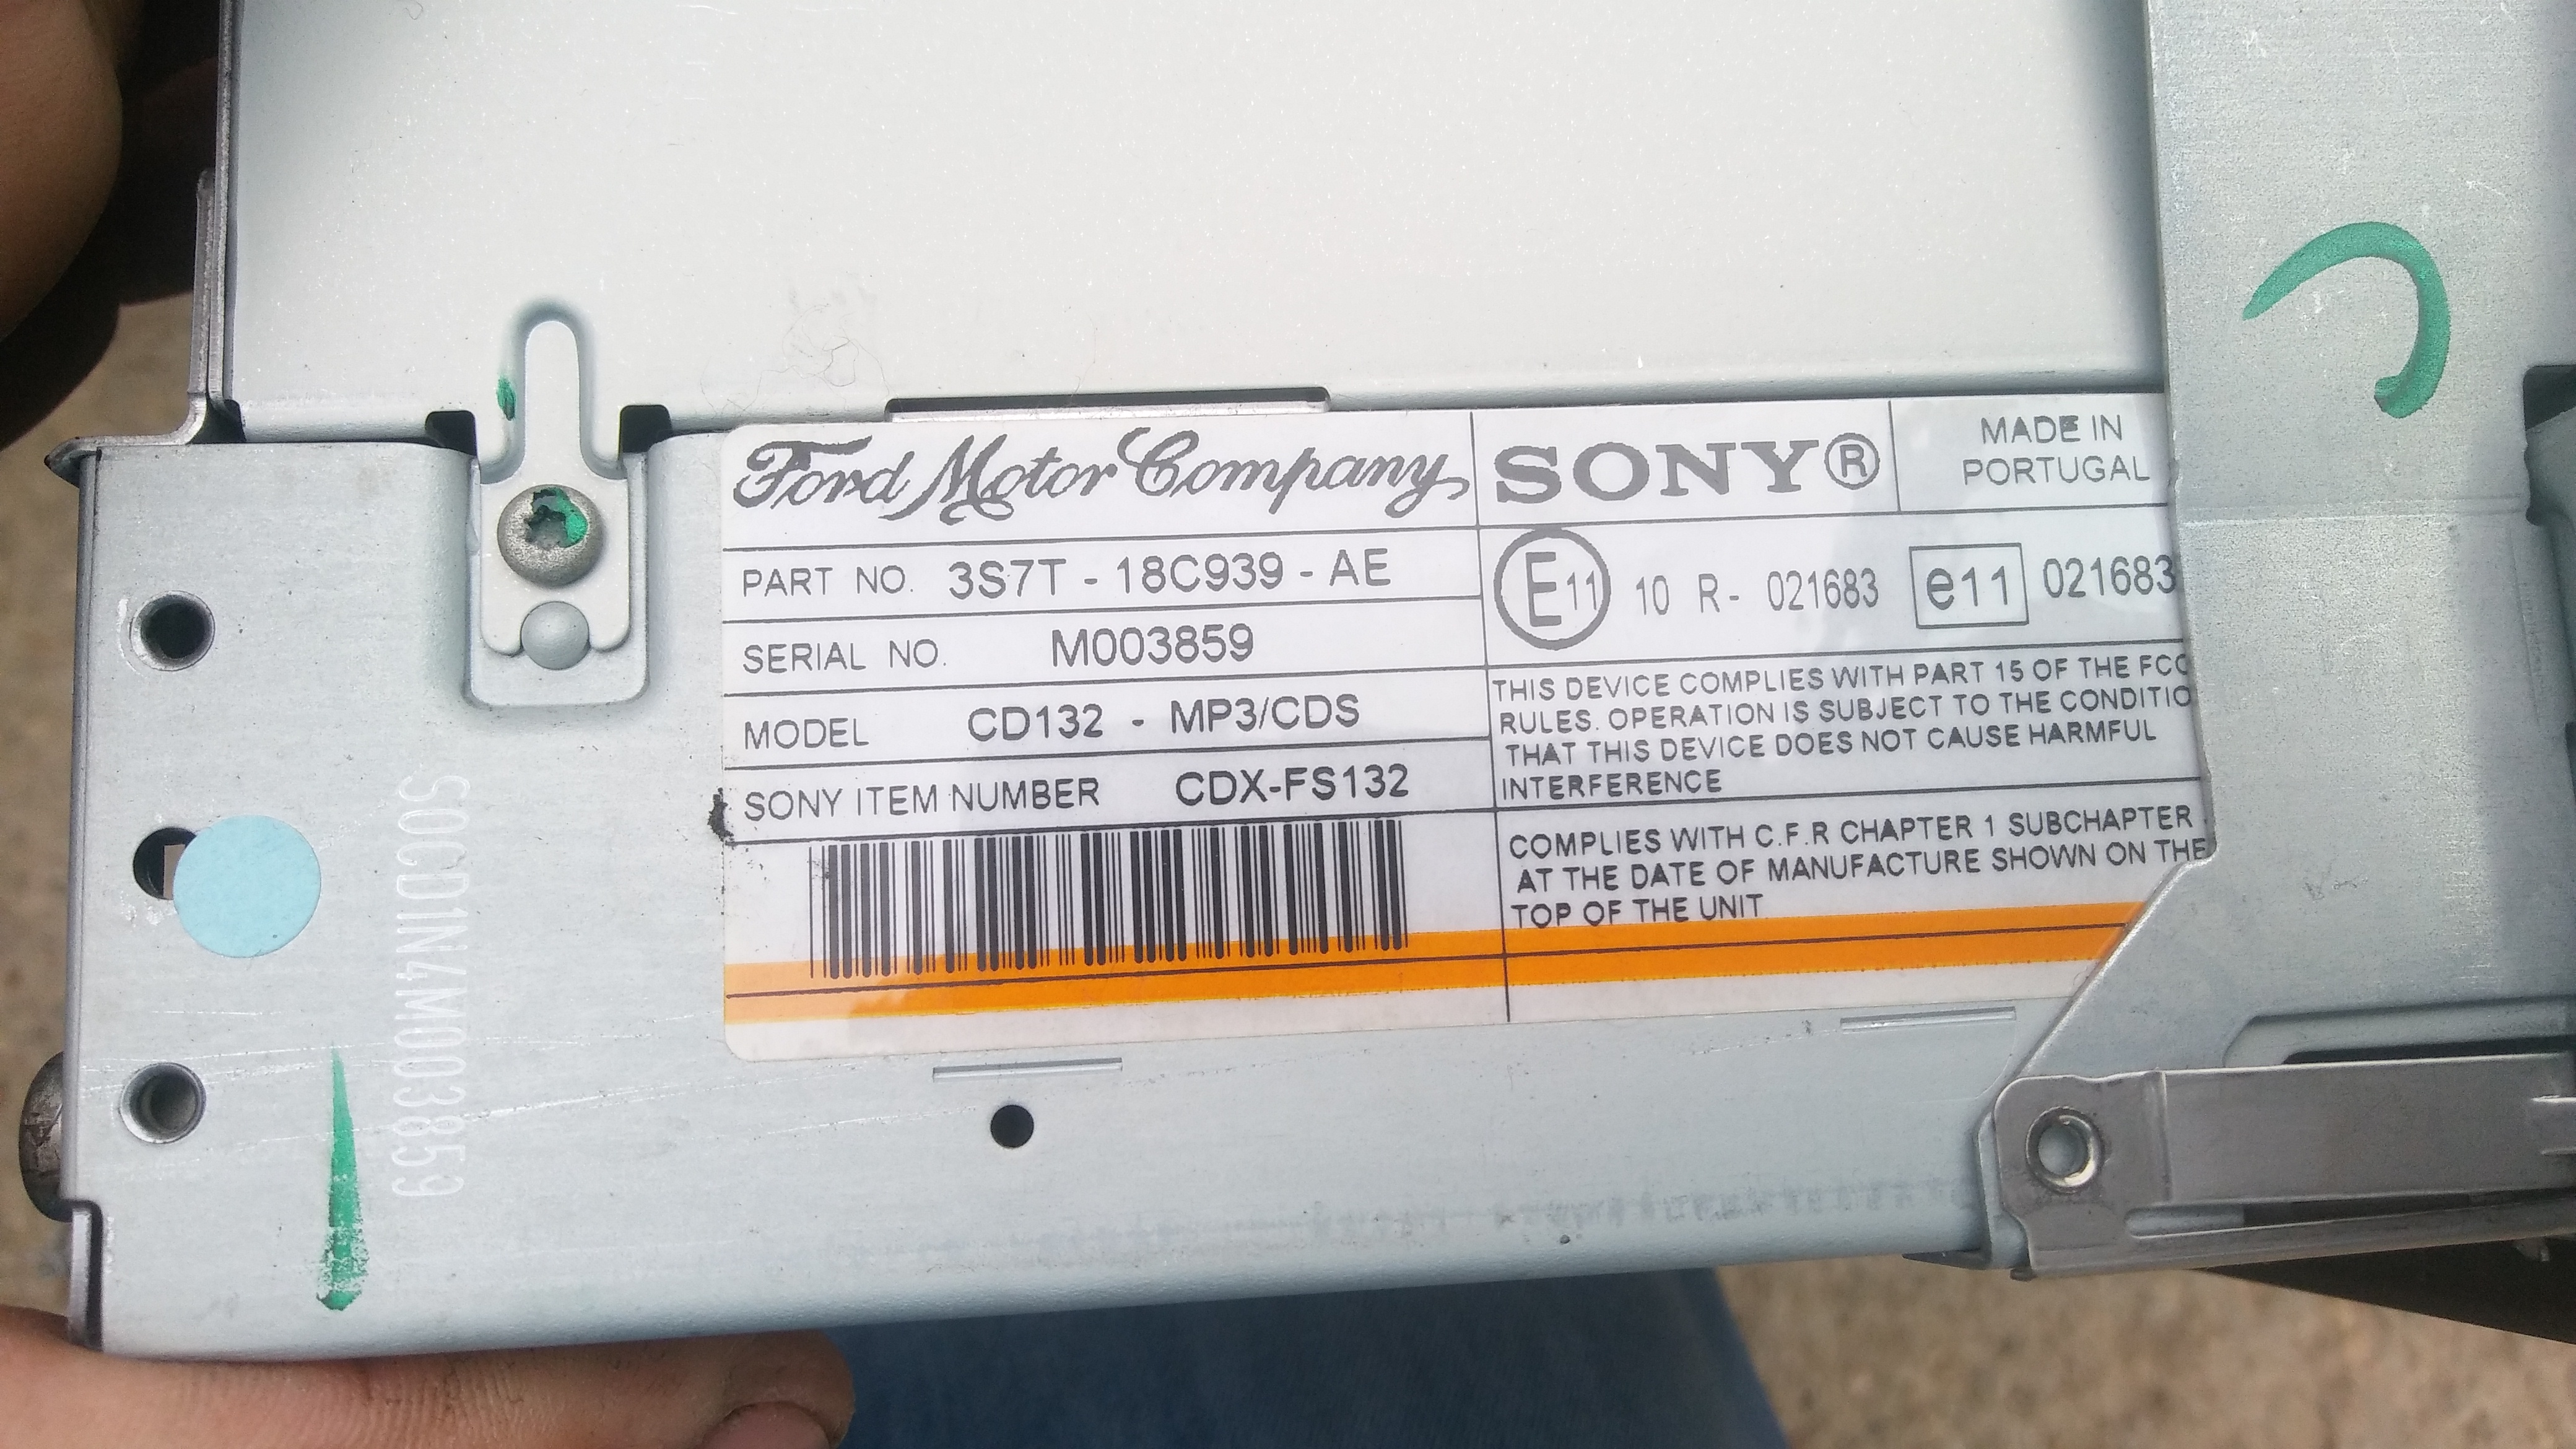 Ford Motor Company
SONY®
MADE IN
PORTUGAL
PART NO. 3S7T - 18C939 - AE
E11 10 R- 021683 e11 021683
SERIAL NO. M003859
MODEL CD132 - MP3/CDS
SONY ITEM NUMBER CDX-FS132
THIS DEVICE COMPLIES WITH PART 15 OF THE FCC
RULES. OPERATION IS SUBJECT TO THE CONDITIO
THAT THIS DEVICE DOES NOT CAUSE HARMFUL
INTERFERENCE
COMPLIES WITH C.F.R CHAPTER 1 SUBCHAPTER
AT THE DATE OF MANUFACTURE SHOWN ON THE
TOP OF THE UNIT
SOCD1N4M003859